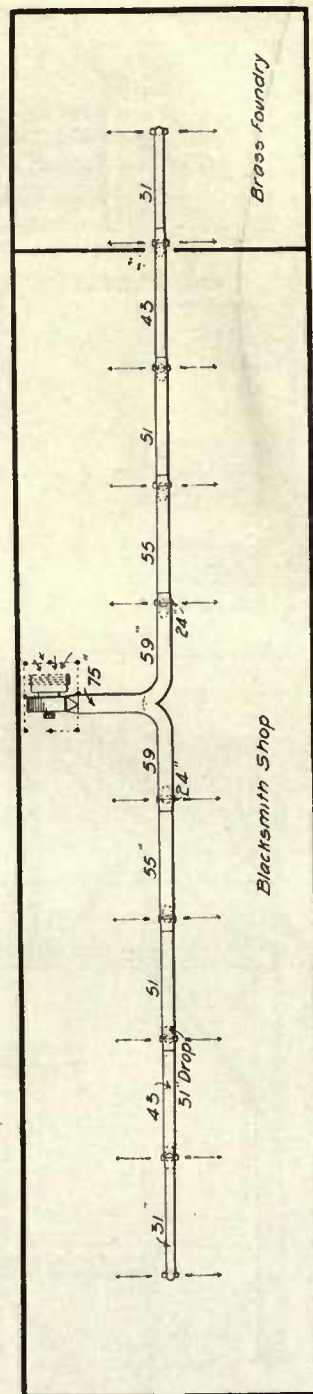 75"
31" 43 51 55" 59 59" 55 51 43 31
24" 24"
51" Drop
Blacksmith Shop
Brass Foundry